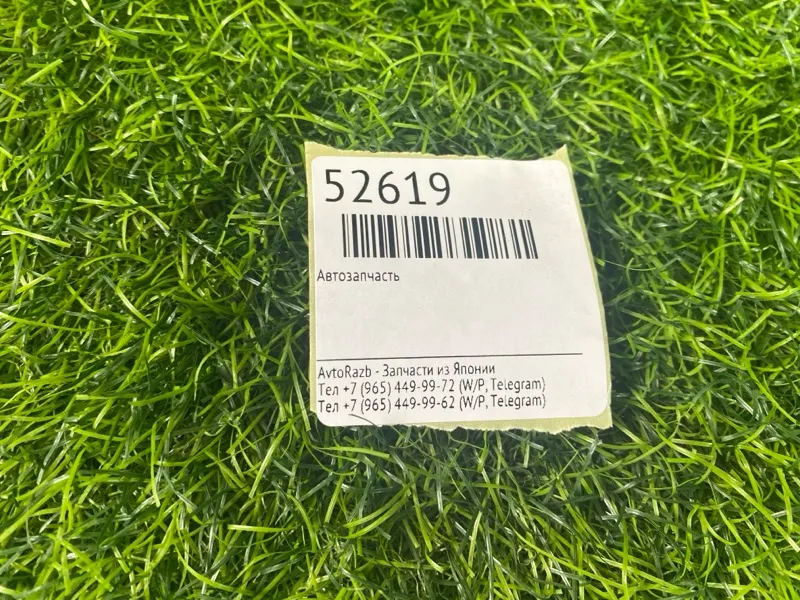 52619
Автозапчасть
AvtoRazb - Запчасти из Японии
Тел +7 (965) 449-99-72 (W/P, Telegram)
Тел +7 (965) 449-99-62 (W/P, Telegram)